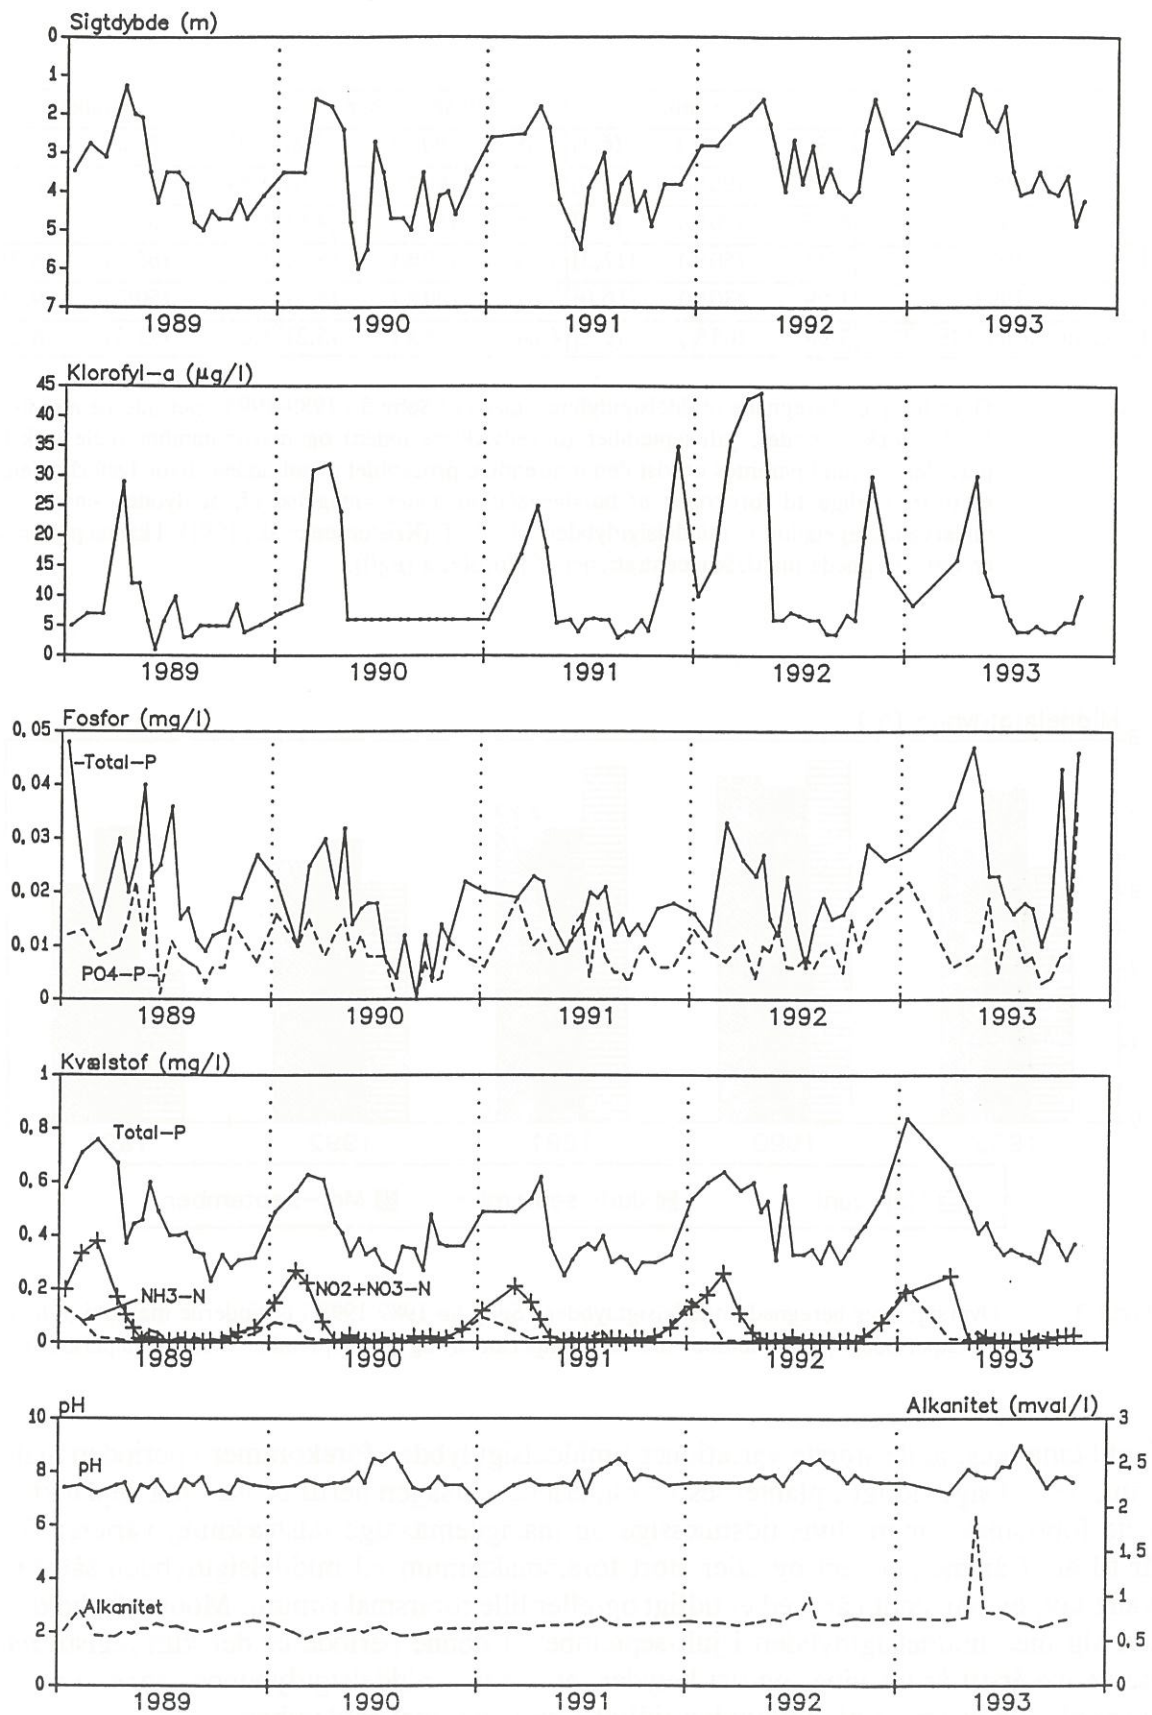 Sigtdybde (m)
0
1
2
3
4
5
6
7
1989 1990 1991 1992 1993
Klorofyl-a (µg/l)
45
40
35
30
25
20
15
10
5
0
1989 1990 1991 1992 1993
Fosfor (mg/l)
0,05
0,04
0,03
0,02
0,01
0
Total-P
PO4-P
1989 1990 1991 1992 1993
Kvælstof (mg/l)
1
0,8
0,6
0,4
0,2
0
Total-P
NH3-N
NO2+NO3-N
1989 1990 1991 1992 1993
pH Alkanitet (mval/l)
10
8
6
4
2
0
3
2,5
2
1,5
1
0,5
0
pH
Alkanitet
1989 1990 1991 1992 1993